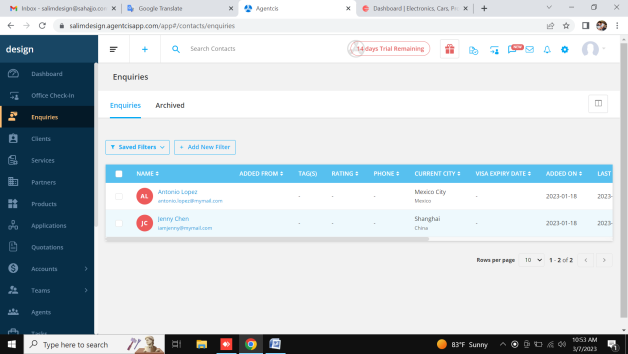 Inbox - salimdesign@sahajjo.com
Google Translate
Agentcis
Dashboard | Electronics, Cars, Pr
salimdesign.agentcisapp.com/app#/contacts/enquiries
design
Search Contacts
14 days Trial Remaining
NEW
Dashboard
Office Check-In
Enquiries
Clients
Services
Partners
Products
Applications
Quotations
Accounts
Teams
Agents
Tasks
Enquiries
Enquiries Archived
Saved Filters + Add New Filter
NAME ADDED FROM TAG(S) RATING PHONE CURRENT CITY VISA EXPIRY DATE ADDED ON LAST
AL Antonio Lopez - - - Mexico City - 2023-01-18 2023-
antonio.lopez@mymail.com Mexico
JC Jenny Chen - - - Shanghai - 2023-01-18 2023-
iamjenny@mymail.com China
Rows per page 10 1 - 2 of 2
Type here to search
83°F Sunny
10:53 AM
3/7/2023